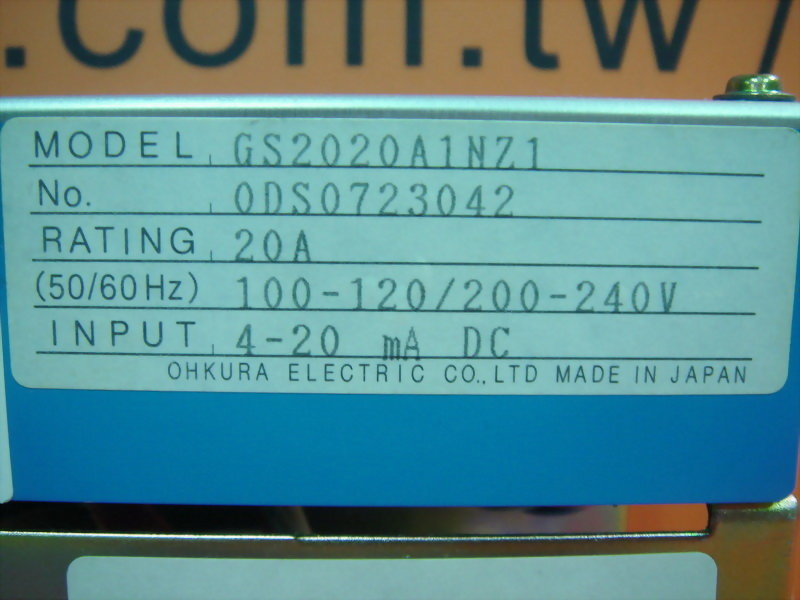 .com.tw/
MODEL GS2020A1NZ1
No. 0DS0723042
RATING 20A
(50/60Hz) 100-120/200-240V
INPUT 4-20 mA DC
OHKURA ELECTRIC CO.,LTD MADE IN JAPAN